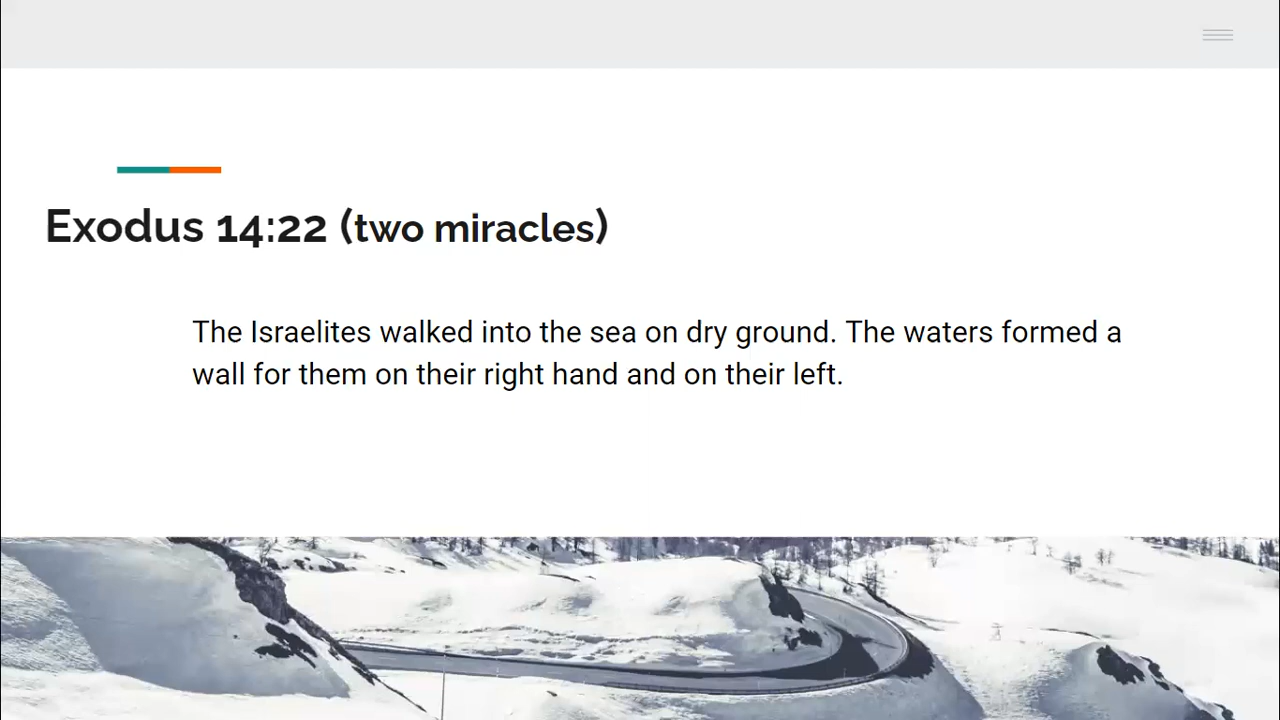 Exodus 14:22 (two miracles)
The Israelites walked into the sea on dry ground. The waters formed a
wall for them on their right hand and on their left.